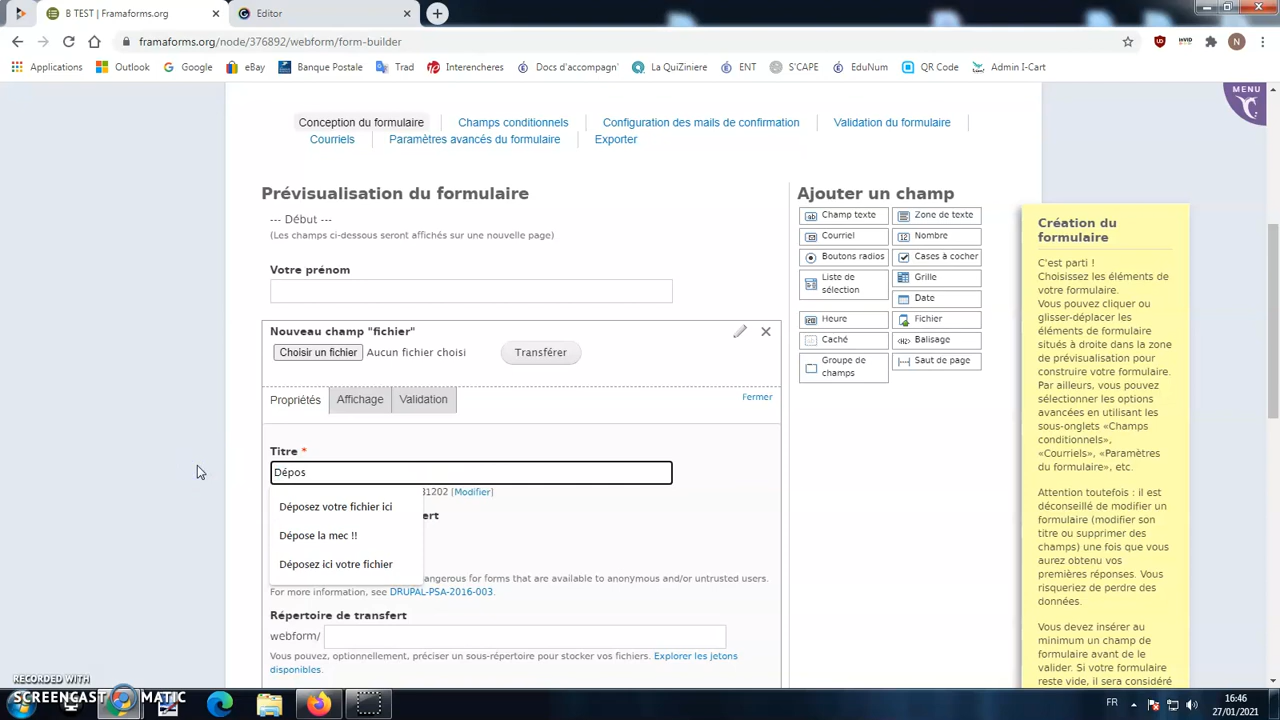 B TEST | Framaforms.org
Editor
framaforms.org/node/376892/webform/form-builder
Applications
Outlook
Google
eBay
Banque Postale
Trad
Interencheres
Docs d'accompagn'
La QuiZiniere
ENT
S'CAPE
EduNum
QR Code
Admin I-Cart
MENU
Conception du formulaire
Champs conditionnels
Configuration des mails de confirmation
Validation du formulaire
Courriels
Paramètres avancés du formulaire
Exporter
Prévisualisation du formulaire
--- Début ---
(Les champs ci-dessous seront affichés sur une nouvelle page)
Votre prénom
Nouveau champ "fichier"
Choisir un fichier
Aucun fichier choisi
Transférer
Propriétés
Affichage
Validation
Fermer
Titre *
Dépos
31202 [Modifier]
Déposez votre fichier ici
Dépose la mec !!
Déposez ici votre fichier
dangerous for forms that are available to anonymous and/or untrusted users.
For more information, see DRUPAL-PSA-2016-003.
Répertoire de transfert
webform/
Vous pouvez, optionnellement, préciser un sous-répertoire pour stocker vos fichiers. Explorer les jetons
disponibles.
Ajouter un champ
Champ texte
Zone de texte
Courriel
Nombre
Boutons radios
Cases à cocher
Liste de
sélection
Grille
Date
Heure
Fichier
Caché
Balisage
Groupe de
champs
Saut de page
Création du
formulaire
C'est parti !
Choisissez les éléments de
votre formulaire.
Vous pouvez cliquer ou
glisser-déplacer les
éléments de formulaire
situés à droite dans la zone
de prévisualisation pour
construire votre formulaire.
Par ailleurs, vous pouvez
sélectionner les options
avancées en utilisant les
sous-onglets «Champs
conditionnels»,
«Courriels», «Paramètres
du formulaire», etc.
Attention toutefois : il est
déconseillé de modifier un
formulaire (modifier son
titre ou supprimer des
champs) une fois que vous
aurez obtenu vos
premières réponses. Vous
risqueriez de perdre des
données.
Vous devez insérer au
minimum un champ de
formulaire avant de le
valider. Si votre formulaire
reste vide, il sera considéré
RECORDED WITH
SCREENCAST MATIC
FR
16:46
27/01/2021